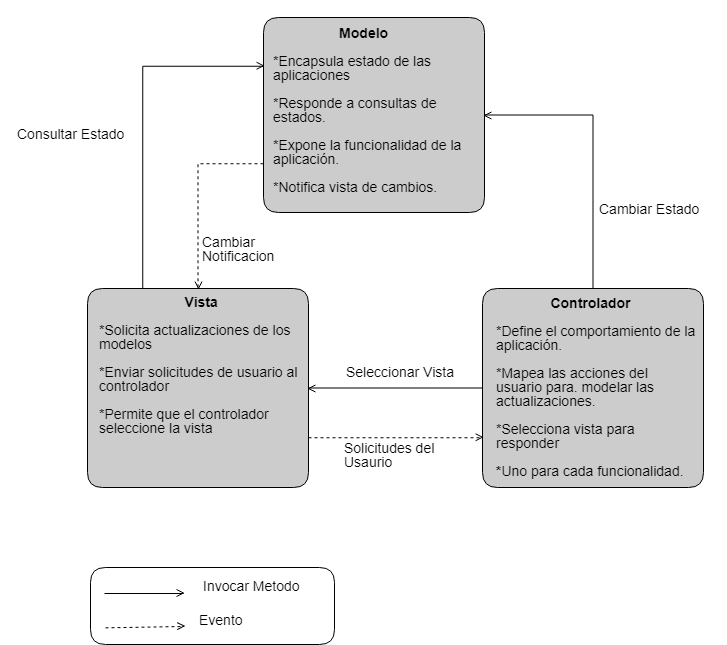 Modelo
*Encapsula estado de las
aplicaciones
*Responde a consultas de
estados.
*Expone la funcionalidad de la
aplicación.
*Notifica vista de cambios.
Consultar Estado
Cambiar Estado
Cambiar
Notificacion
Vista
*Solicita actualizaciones de los
modelos
*Enviar solicitudes de usuario al
controlador
*Permite que el controlador
seleccione la vista
Seleccionar Vista
Solicitudes del
Usaurio
Controlador
*Define el comportamiento de la
aplicación.
*Mapea las acciones del
usuario para. modelar las
actualizaciones.
*Selecciona vista para
responder
*Uno para cada funcionalidad.
Invocar Metodo
Evento